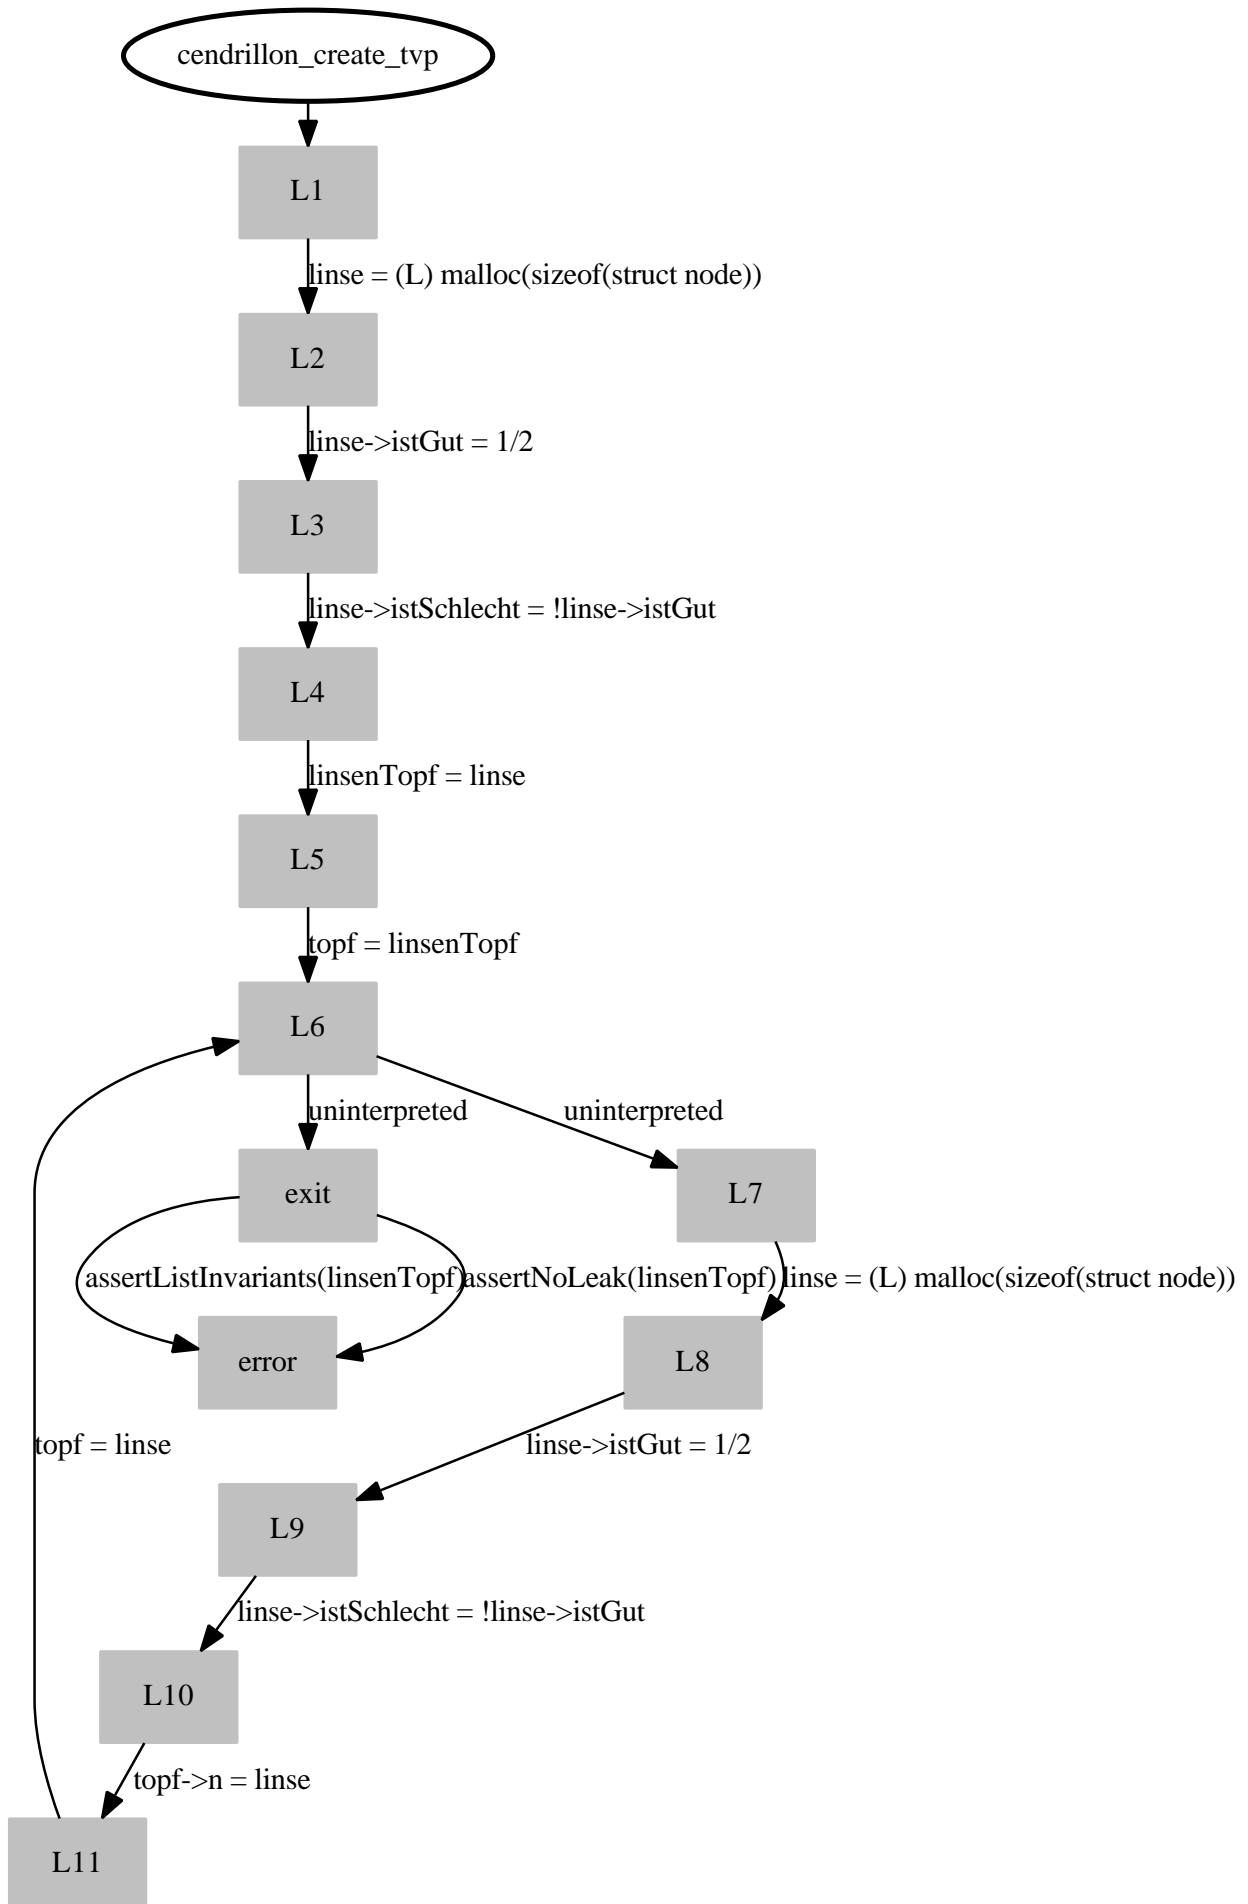 cendrillon_create_tvp
L1
linse = (L) malloc(sizeof(struct node))
L2
linse->istGut = 1/2
L3
linse->istSchlecht = !linse->istGut
L4
linsenTopf = linse
L5
topf = linsenTopf
L6
uninterpreted
uninterpreted
exit
L7
assertListInvariants(linsenTopf)
assertNoLeak(linsenTopf)
linse = (L) malloc(sizeof(struct node))
error
L8
topf = linse
linse->istGut = 1/2
L9
linse->istSchlecht = !linse->istGut
L10
topf->n = linse
L11